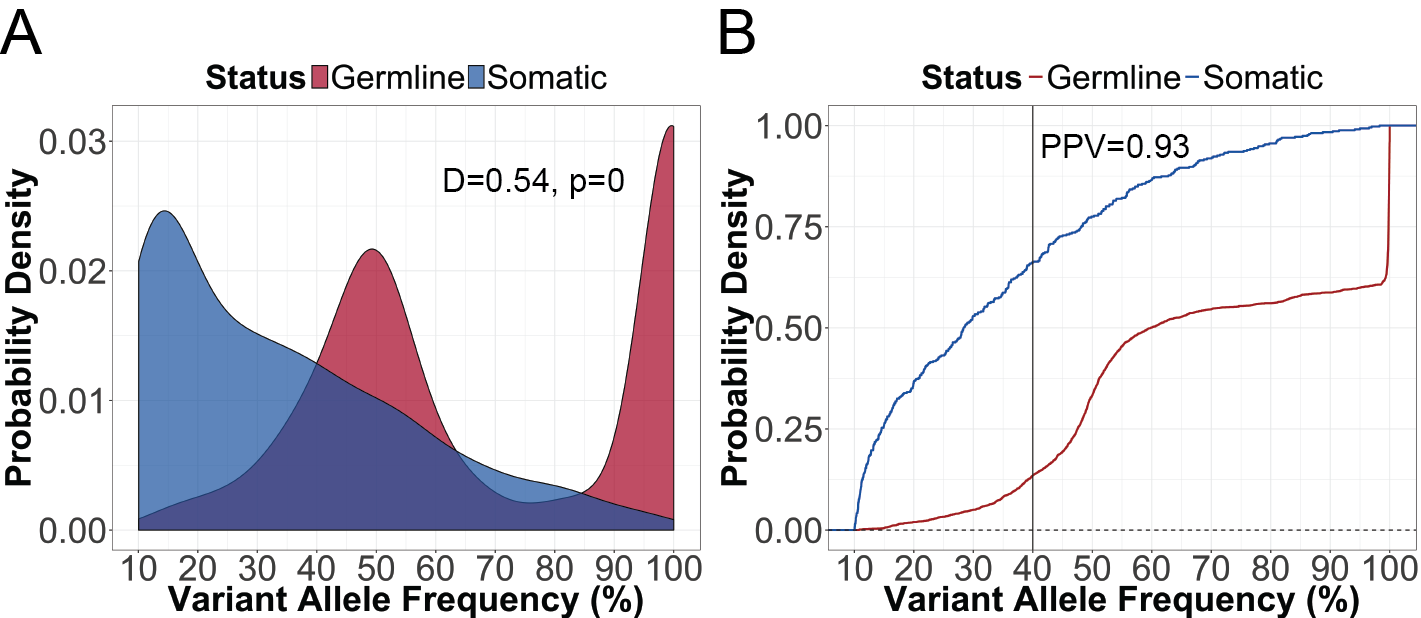 A
Status Germline Somatic
D=0.54, p=0
0.03
0.02
0.01
0.00
Probability Density
10 20 30 40 50 60 70 80 90 100
Variant Allele Frequency (%)
B
Status Germline Somatic
PPV=0.93
1.00
0.75
0.50
0.25
0.00
Probability Density
10 20 30 40 50 60 70 80 90 100
Variant Allele Frequency (%)